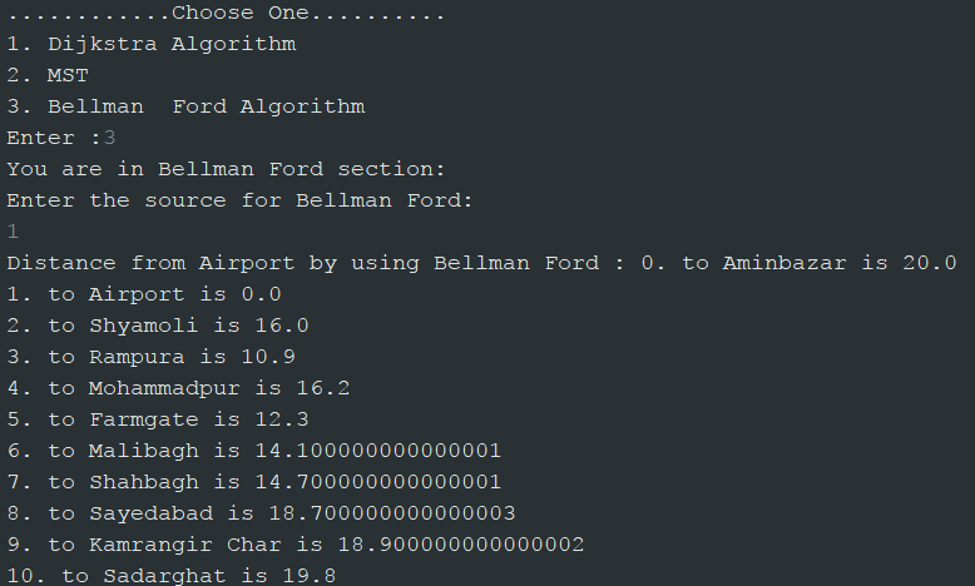 ............Choose One..........
1. Dijkstra Algorithm
2. MST
3. Bellman  Ford Algorithm
Enter :3
You are in Bellman Ford section:
Enter the source for Bellman Ford:
1
Distance from Airport by using Bellman Ford : 0. to Aminbazar is 20.0
1. to Airport is 0.0
2. to Shyamoli is 16.0
3. to Rampura is 10.9
4. to Mohammadpur is 16.2
5. to Farmgate is 12.3
6. to Malibagh is 14.100000000000001
7. to Shahbagh is 14.700000000000001
8. to Sayedabad is 18.700000000000003
9. to Kamrangir Char is 18.900000000000002
10. to Sadarghat is 19.8